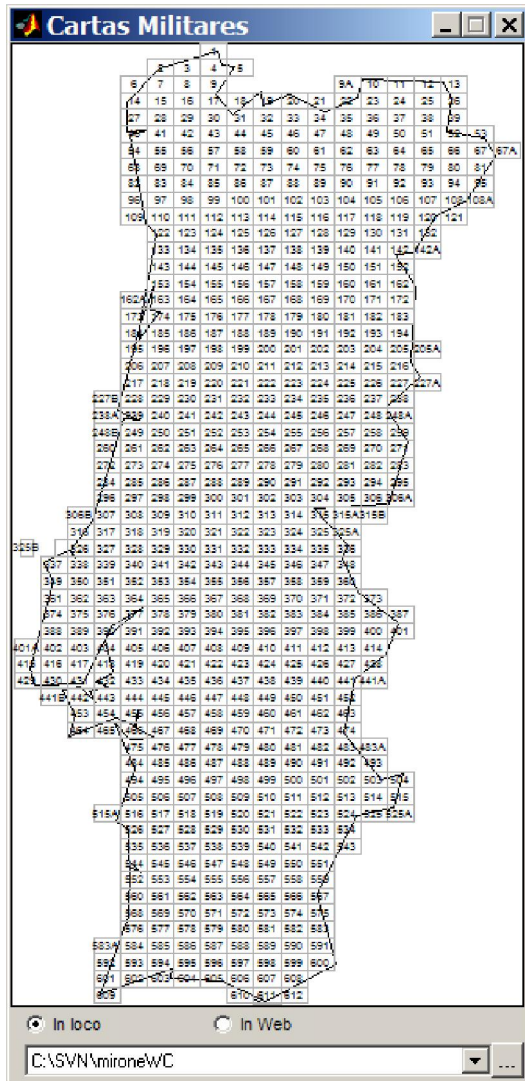 Cartas Militares
1
2 3 4 5
6 7 8 9 9A 10 11 12 13
14 15 16 17 18 19 20 21 22 23 24 25 26
27 28 29 30 31 32 33 34 35 36 37 38 39
41 42 43 44 45 46 47 48 49 50 51 52 53
54 55 56 57 58 59 60 61 62 63 64 65 66 67 67A
68 69 70 71 72 73 74 75 76 77 78 79 80 81
82 83 84 85 86 87 88 89 90 91 92 93 94 95
96 97 98 99 100 101 102 103 104 105 106 107 108 108A
109 110 111 112 113 114 115 116 117 118 119 120 121
122 123 124 125 126 127 128 129 130 131 132
133 134 135 136 137 138 139 140 141 142 142A
143 144 145 146 147 148 149 150 151 152
153 154 155 156 157 158 159 160 161 162
162A 163 164 165 166 167 168 169 170 171 172
173 174 175 176 177 178 179 180 181 182 183
184 185 186 187 188 189 190 191 192 193 194
195 196 197 198 199 200 201 202 203 204 205 205A
206 207 208 209 210 211 212 213 214 215 216
217 218 219 220 221 222 223 224 225 226 227 227A
227B 228 229 230 231 232 233 234 235 236 237 238
238A 239 240 241 242 243 244 245 246 247 248 248A
248B 249 250 251 252 253 254 255 256 257 258 259
260 261 262 263 264 265 266 267 268 269 270 271
272 273 274 275 276 277 278 279 280 281 282 283
284 285 286 287 288 289 290 291 292 293 294 295
296 297 298 299 300 301 302 303 304 305 306 306A
306B 307 308 309 310 311 312 313 314 315 315A 315B
316 317 318 319 320 321 322 323 324 325 325A
325B 326 327 328 329 330 331 332 333 334 335 336
337 338 339 340 341 342 343 344 345 346 347 348
349 350 351 352 353 354 355 356 357 358 359 360
361 362 363 364 365 366 367 368 369 370 371 372 373
374 375 376 377 378 379 380 381 382 383 384 385 386 387
388 389 390 391 392 393 394 395 396 397 398 399 400 401
401A 402 403 404 405 406 407 408 409 410 411 412 413 414
415 416 417 418 419 420 421 422 423 424 425 426 427 428
429 430 431 432 433 434 435 436 437 438 439 440 441 441A
441B 442 443 444 445 446 447 448 449 450 451 452
453 454 455 456 457 458 459 460 461 462 463
464 465 466 467 468 469 470 471 472 473 474
475 476 477 478 479 480 481 482 483 483A
484 485 486 487 488 489 490 491 492 493
494 495 496 497 498 499 500 501 502 503 504
505 506 507 508 509 510 511 512 513 514 515
515A 516 517 518 519 520 521 522 523 524 525 525A
526 527 528 529 530 531 532 533 534
535 536 537 538 539 540 541 542 543
544 545 546 547 548 549 550 551
552 553 554 555 556 557 558 559
560 561 562 563 564 565 566 567
568 569 570 571 572 573 574 575
576 577 578 579 580 581 582 583
583A 584 585 586 587 588 589 590 591
592 593 594 595 596 597 598 599 600
601 602 603 604 605 606 607 608
609 610 611 612
In loco In Web
C:\SVN\mironeWC ...